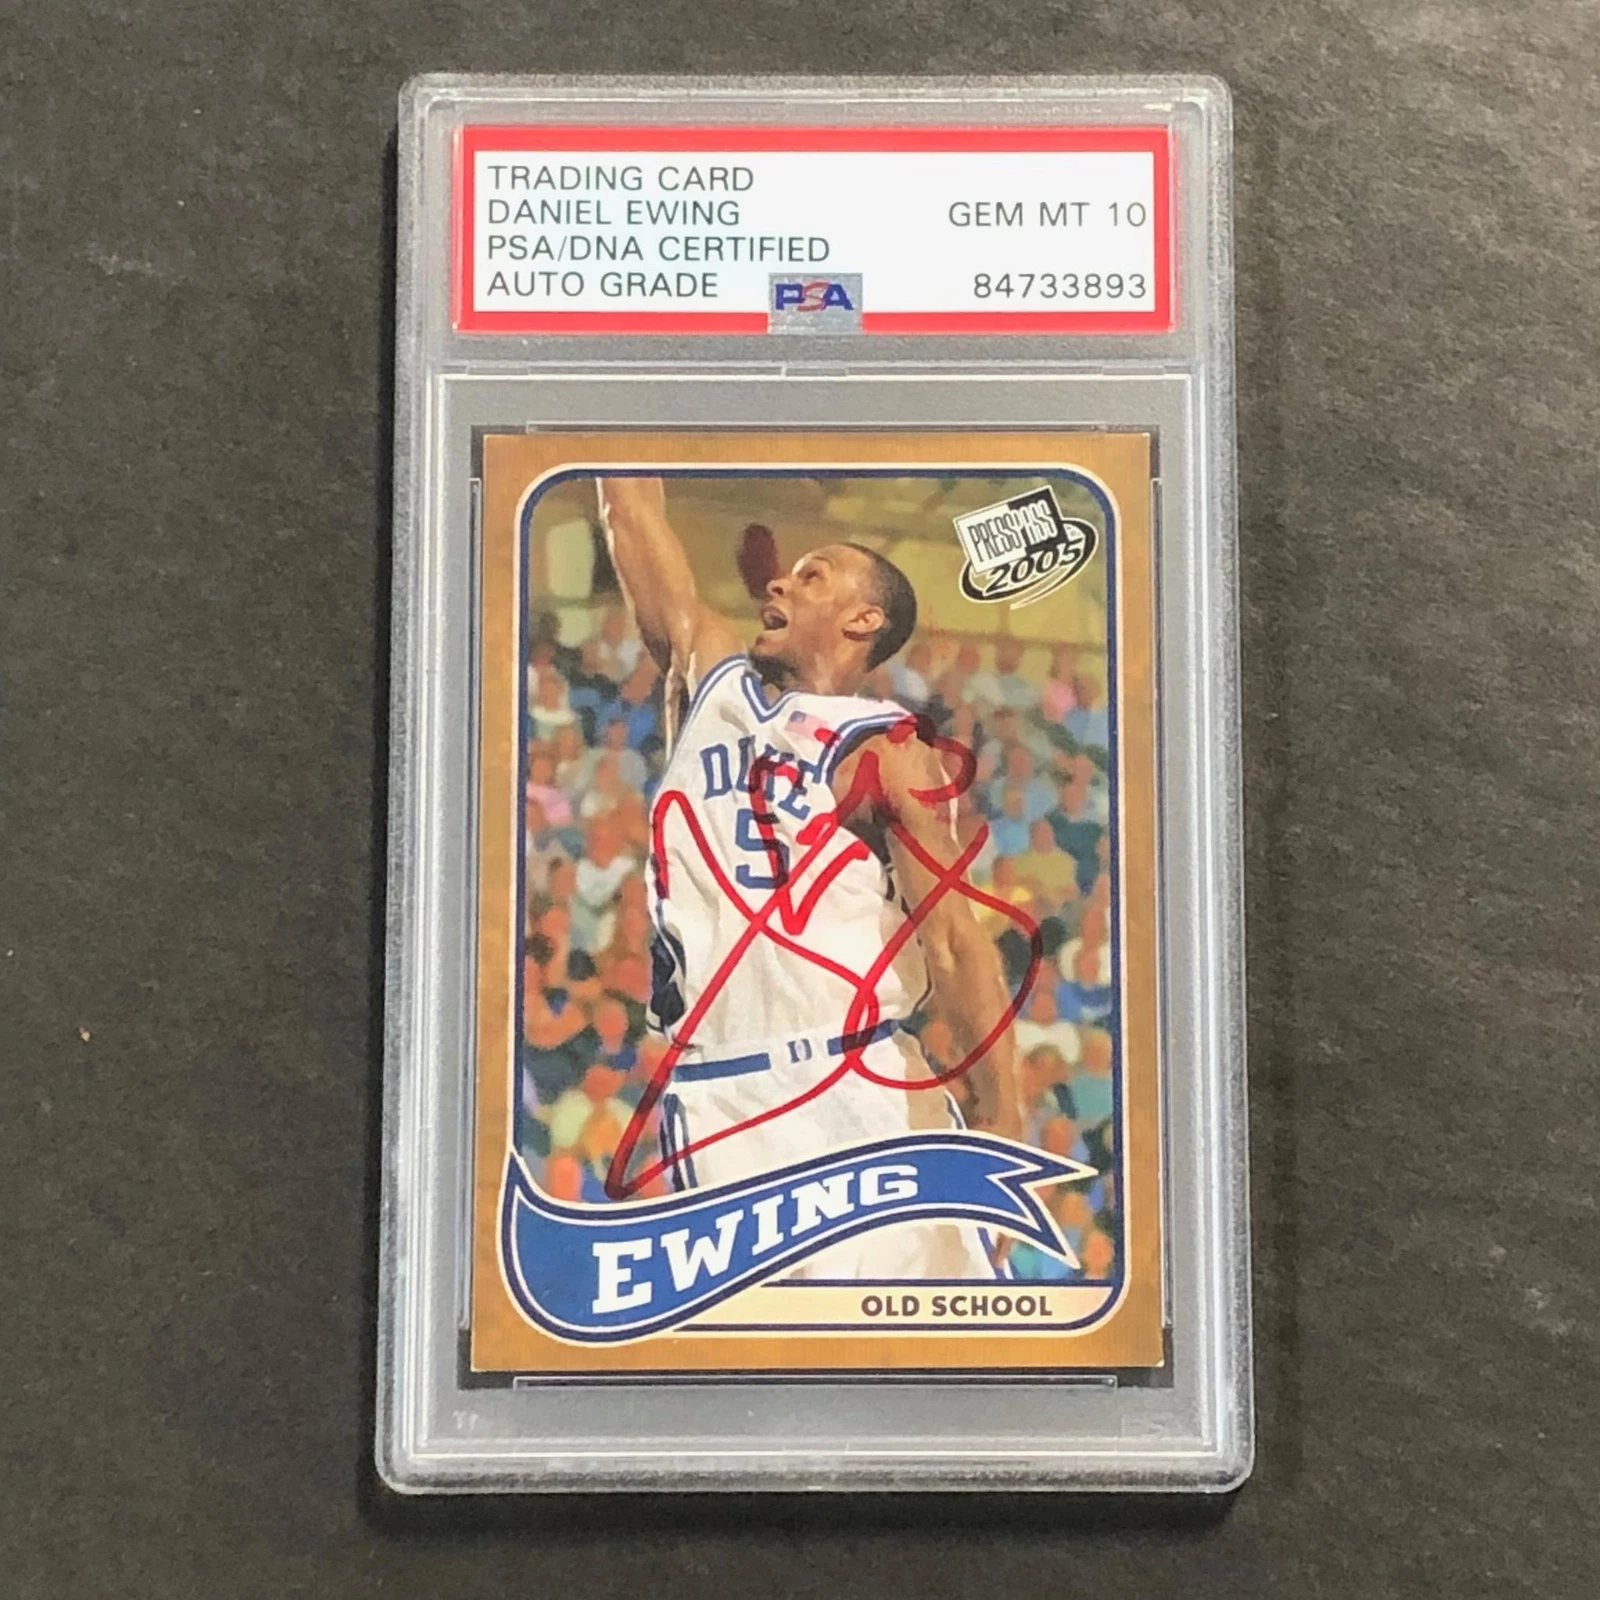 TRADING CARD
DANIEL EWING
GEM MT 10
PSA/DNA CERTIFIED
AUTO GRADE
84733893
PSA
PRESS PASS
2005
DUKE
5
D
EWING
OLD SCHOOL